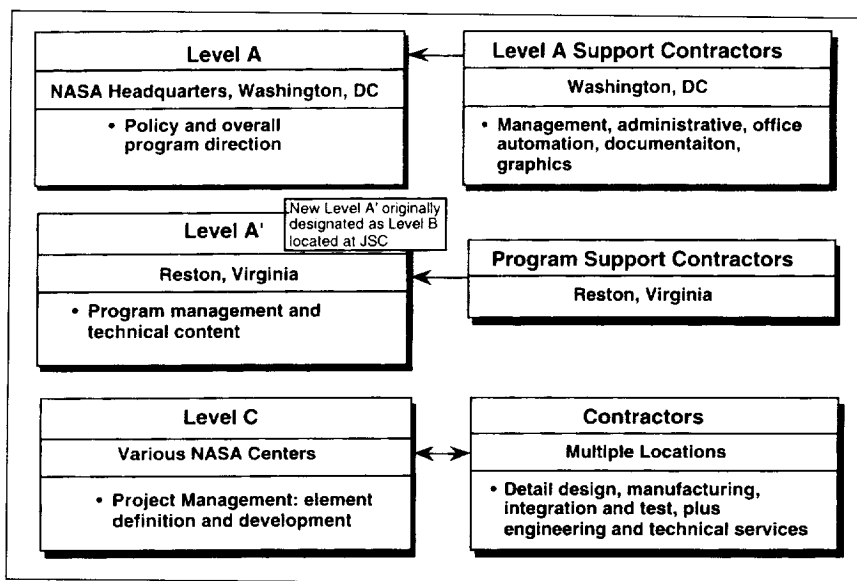 Level A
NASA Headquarters, Washington, DC
• Policy and overall
program direction
Level A Support Contractors
Washington, DC
• Management, administrative, office
automation, documentaiton,
graphics
New Level A' originally
designated as Level B
located at JSC
Level A'
Reston, Virginia
• Program management and
technical content
Program Support Contractors
Reston, Virginia
Level C
Various NASA Centers
• Project Management: element
definition and development
Contractors
Multiple Locations
• Detail design, manufacturing,
integration and test, plus
engineering and technical services